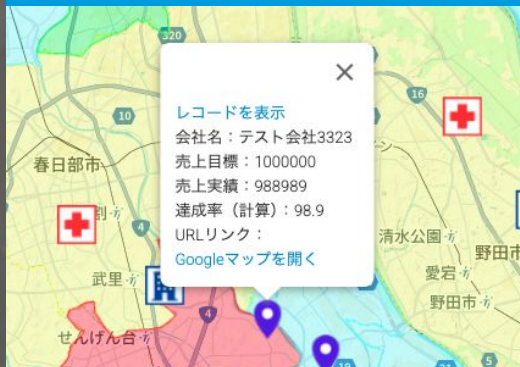 320
×
10
16
レコードを表示
会社名：テスト会社3323
売上目標：1000000
売上実績：988989
達成率（計算）：98.9
URLリンク：
Googleマップを開く
春日部市
4
清水公園
野田市
武里
愛宕
4
野田市
せんげん台
5